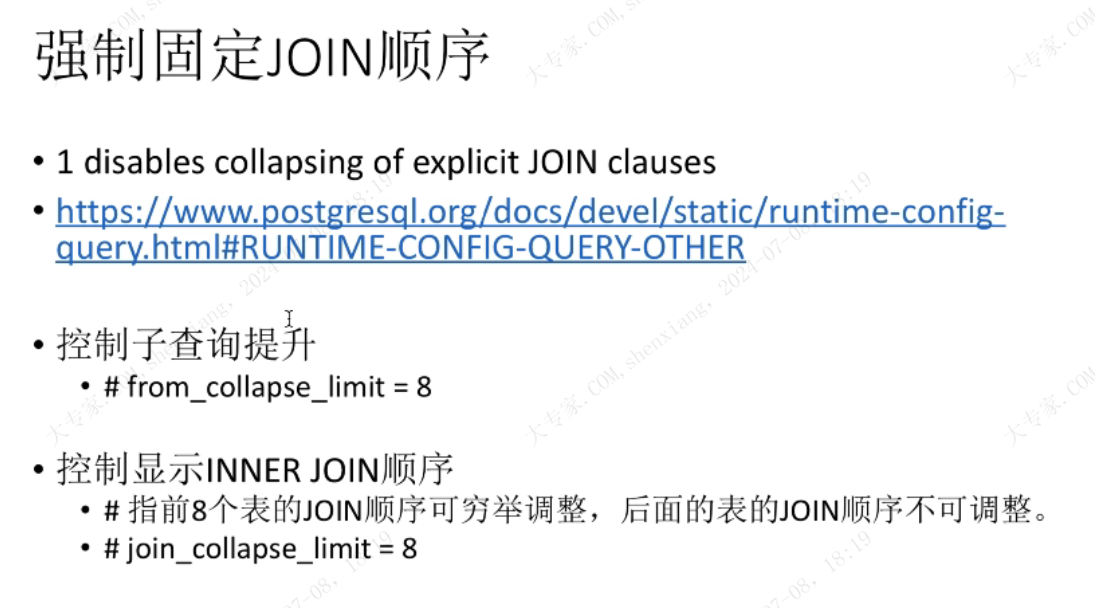 强制固定JOIN顺序
• 1 disables collapsing of explicit JOIN clauses
• https://www.postgresql.org/docs/devel/static/runtime-config-
query.html#RUNTIME-CONFIG-QUERY-OTHER
• 控制子查询提升
• # from_collapse_limit = 8
• 控制显示INNER JOIN顺序
• # 指前8个表的JOIN顺序可穷举调整，后面的表的JOIN顺序不可调整。
• # join_collapse_limit = 8